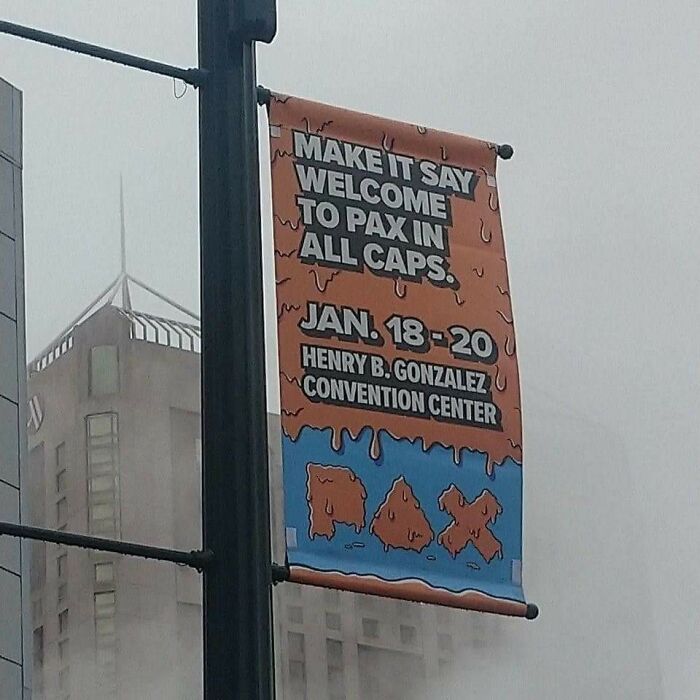 MAKE IT SAY
WELCOME
TO PAX IN
ALL CAPS.
JAN. 18 - 20
HENRY B. GONZALEZ
CONVENTION CENTER
PAX